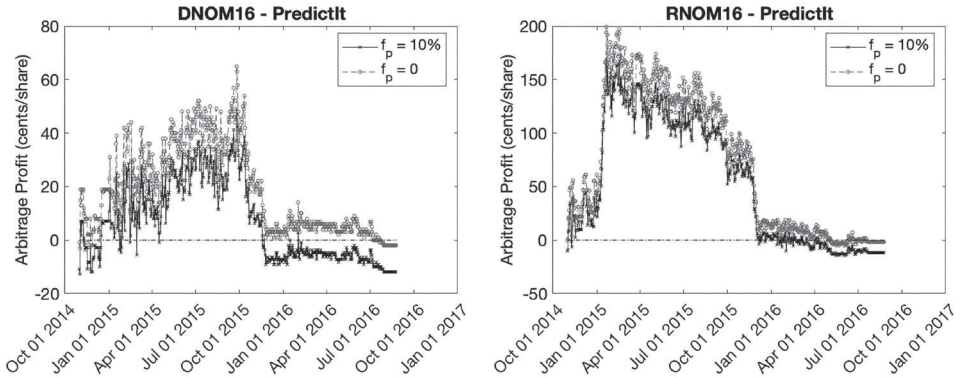 DNOM16 - PredictIt
Arbitrage Profit (cents/share)
80
60
40
20
0
-20
f_p = 10%
f_p = 0
Oct 01 2014
Jan 01 2015
Apr 01 2015
Jul 01 2015
Oct 01 2015
Jan 01 2016
Apr 01 2016
Jul 01 2016
Oct 01 2016
Jan 01 2017
RNOM16 - PredictIt
Arbitrage Profit (cents/share)
200
150
100
50
0
-50
f_p = 10%
f_p = 0
Oct 01 2014
Jan 01 2015
Apr 01 2015
Jul 01 2015
Oct 01 2015
Jan 01 2016
Apr 01 2016
Jul 01 2016
Oct 01 2016
Jan 01 2017